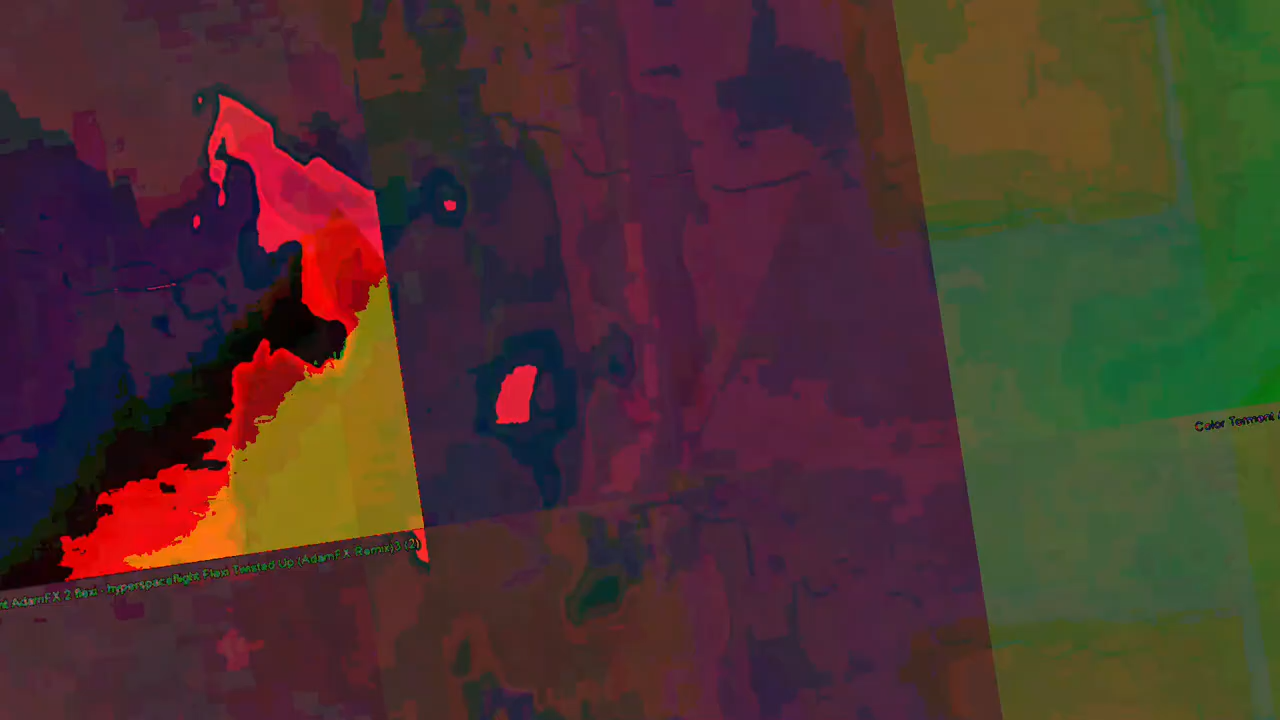 Color Torment
AdamFX 2 flexi - hyperspaceflight Flexi Twisted Up (AdamFX Remix)3 (2)